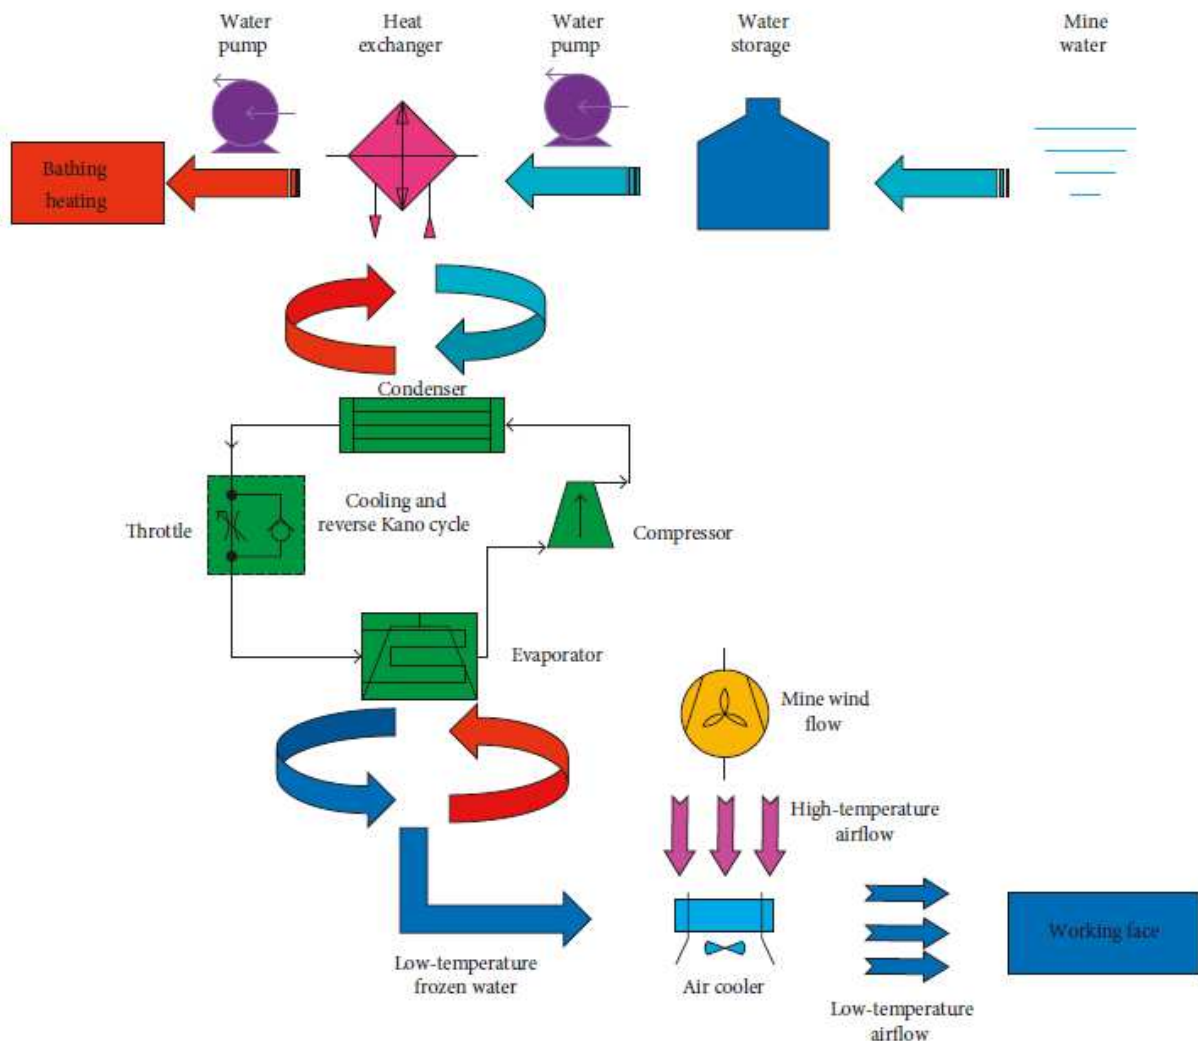 Water
pump
Heat
exchanger
Water
pump
Water
storage
Mine
water
Bathing
heating
Condenser
Cooling and
reverse Kano cycle
Throttle
Compressor
Evaporator
Mine wind
flow
High-temperature
airflow
Working face
Low-temperature
frozen water
Air cooler
Low-temperature
airflow